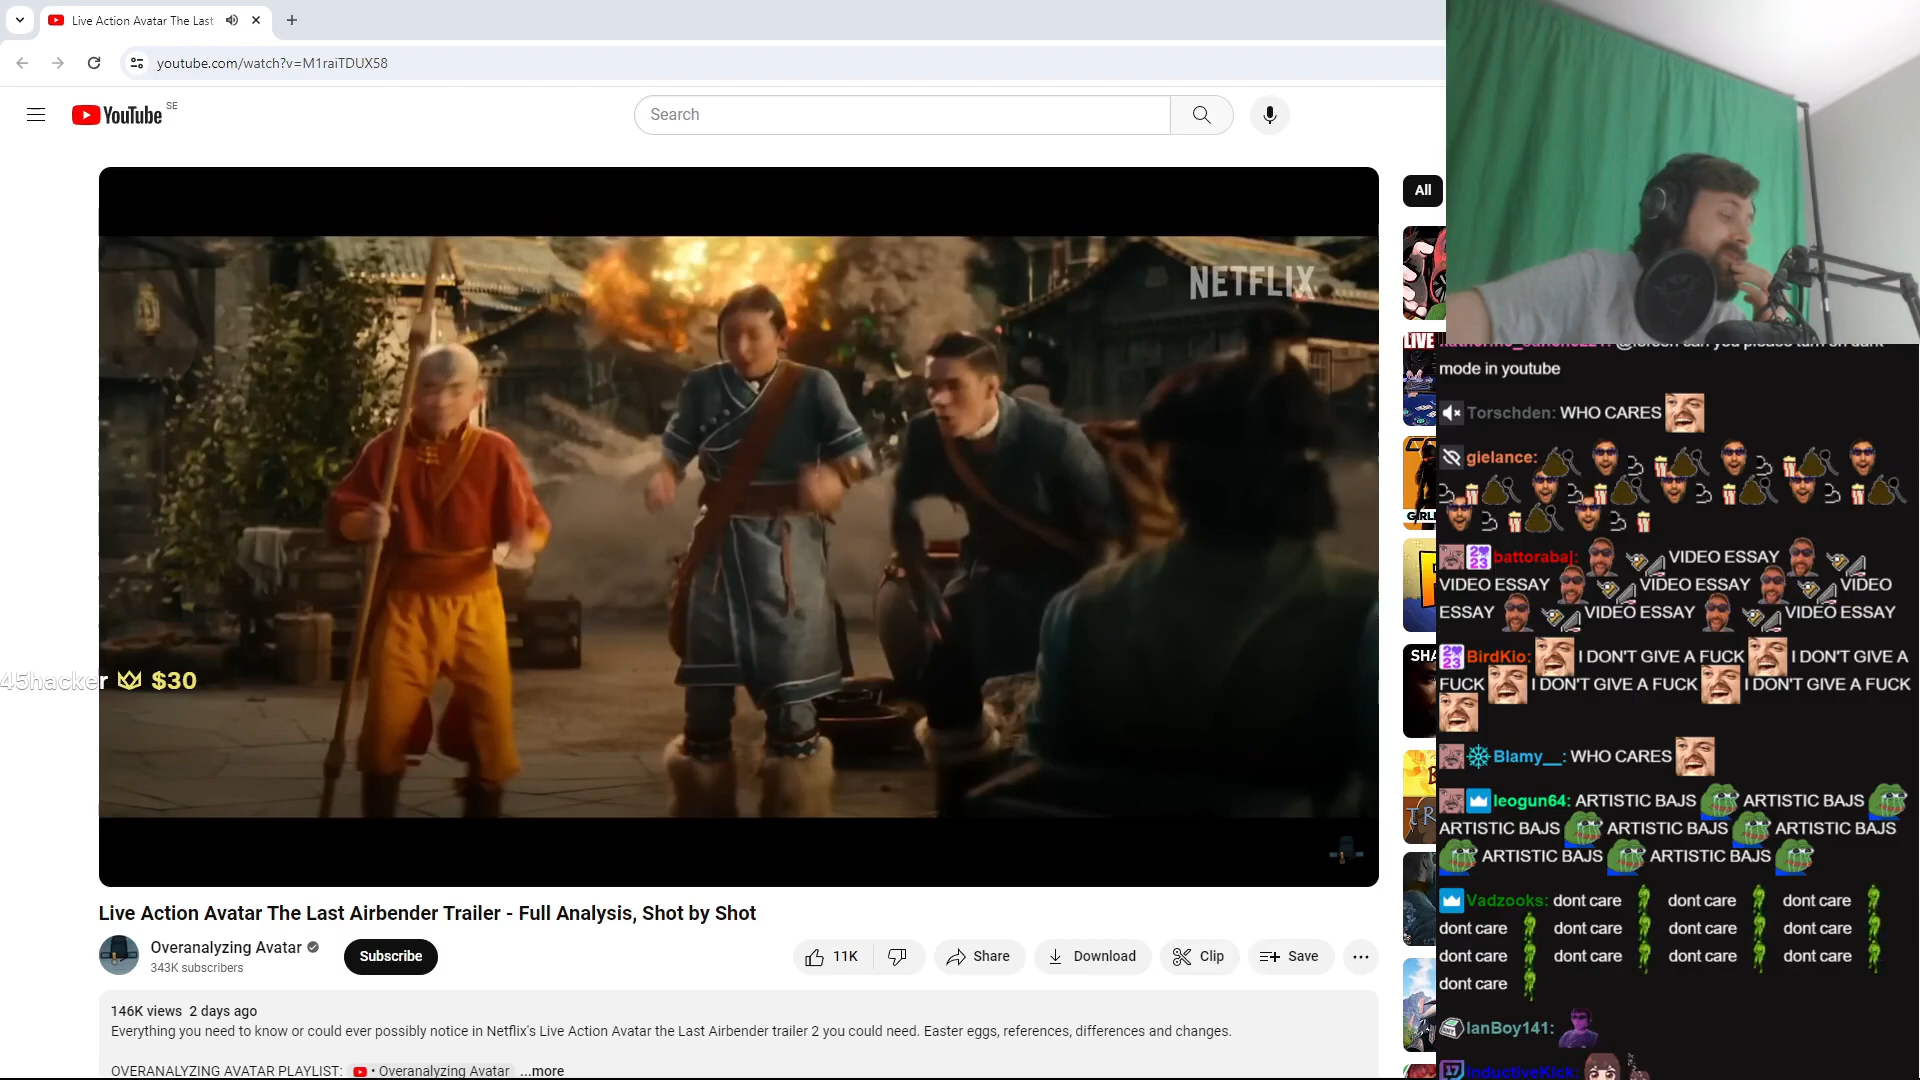 Live Action Avatar The Last
youtube.com/watch?v=M1raiTDUX58
YouTube SE
Search
All
NETFLIX
LIVE
mode in youtube
Torschden: WHO CARES
gielance:
GIRL
battorabaj: VIDEO ESSAY
VIDEO ESSAY VIDEO ESSAY VIDEO
ESSAY VIDEO ESSAY VIDEO ESSAY
SHA
BirdKio: I DON'T GIVE A FUCK I DON'T GIVE A
FUCK I DON'T GIVE A FUCK I DON'T GIVE A FUCK
45hacker $30
Blamy__: WHO CARES
leogun64: ARTISTIC BAJS ARTISTIC BAJS
ARTISTIC BAJS ARTISTIC BAJS ARTISTIC BAJS
ARTISTIC BAJS ARTISTIC BAJS
TR
Vadzooks: dont care dont care dont care
dont care dont care dont care
dont care dont care dont care dont care
dont care
IanBoy141:
InductiveKick:
Live Action Avatar The Last Airbender Trailer - Full Analysis, Shot by Shot
Overanalyzing Avatar
343K subscribers
Subscribe
11K
Share
Download
Clip
Save
146K views 2 days ago
Everything you need to know or could ever possibly notice in Netflix's Live Action Avatar the Last Airbender trailer 2 you could need. Easter eggs, references, differences and changes.
OVERANALYZING AVATAR PLAYLIST: • Overanalyzing Avatar ...more